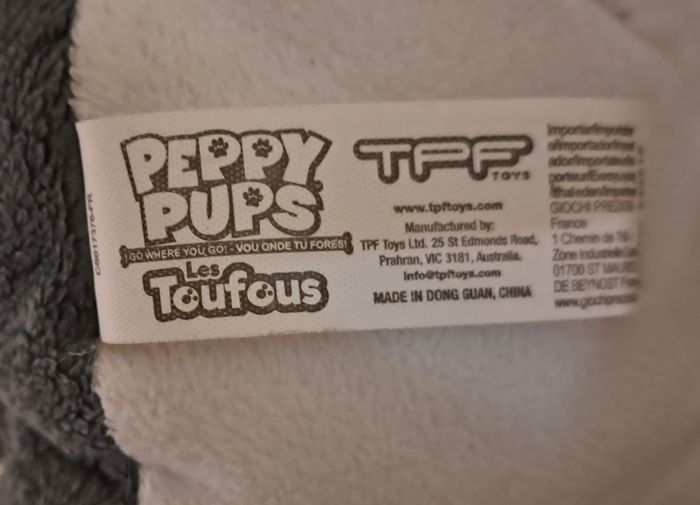 PEPPY
PUPS
I GO WHERE YOU GO! - VOU ONDE TU FORES!
Les
Toufous
TPF
TOYS
www.tpftoys.com
Manufactured by:
TPF Toys Ltd. 25 St Edmonds Road,
Prahran, VIC 3181, Australia.
Info@tpftoys.com
MADE IN DONG GUAN, CHINA
GIOCHI PREZIOSI
France
1 Chemin de
Zone industrielle
01700 ST
DE BEYNOST